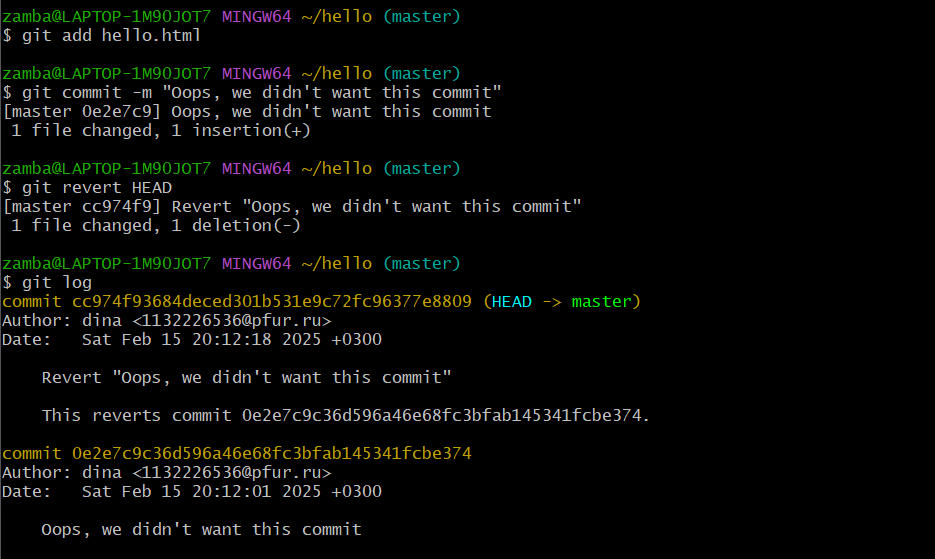 zamba@LAPTOP-1M90JOT7 MINGW64 ~/hello (master)
$ git add hello.html
zamba@LAPTOP-1M90JOT7 MINGW64 ~/hello (master)
$ git commit -m "Oops, we didn't want this commit"
[master 0e2e7c9] Oops, we didn't want this commit
 1 file changed, 1 insertion(+)
zamba@LAPTOP-1M90JOT7 MINGW64 ~/hello (master)
$ git revert HEAD
[master cc974f9] Revert "Oops, we didn't want this commit"
 1 file changed, 1 deletion(-)
zamba@LAPTOP-1M90JOT7 MINGW64 ~/hello (master)
$ git log
commit cc974f93684deced301b531e9c72fc96377e8809 (HEAD -> master)
Author: dina <1132226536@pfur.ru>
Date:   Sat Feb 15 20:12:18 2025 +0300
    Revert "Oops, we didn't want this commit"
    This reverts commit 0e2e7c9c36d596a46e68fc3bfab145341fcbe374.
commit 0e2e7c9c36d596a46e68fc3bfab145341fcbe374
Author: dina <1132226536@pfur.ru>
Date:   Sat Feb 15 20:12:01 2025 +0300
    Oops, we didn't want this commit